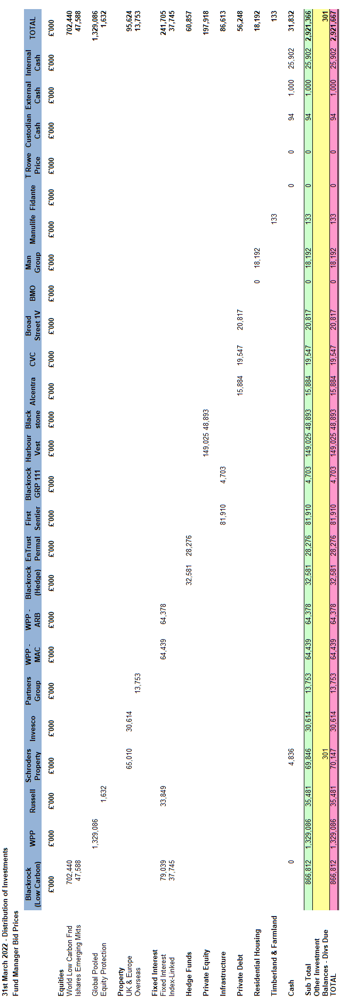 31st March 2022 - Distribution of Investments
Fund Manager Bid Prices
Blackrock WPP Russell Schroders Invesco Partners WPP - WPP - Blackrock EnTrust First Blackrock Harbour Black Alcentra CVC Broad BMO Man Manulife Fidante T Rowe Custodian External Internal TOTAL
(Low Carbon) Property Group MAC ARB (Hedge) Permal Sentier GRP 111 Vest stone Street 1V Group Price Cash Cash Cash
£'000 £'000 £'000 £'000 £'000 £'000 £'000 £'000 £'000 £'000 £'000 £'000 £'000 £'000 £'000 £'000 £'000 £'000 £'000 £'000 £'000 £'000 £'000 £'000 £'000 £'000
Equities
World Low Carbon Fnd 702,440 702,440
Ishares Emerging Mkts 47,588 47,588
Global Pooled 1,329,086 1,329,086
Equity Protection 1,632 1,632
Property
UK & Europe 65,010 30,614 95,624
Overseas 13,753 13,753
Fixed Interest
Fixed Interest 79,039 33,849 64,439 64,378 241,705
Index-Linked 37,745 37,745
Hedge Funds 32,581 28,276 60,857
Private Equity 149,025 48,893 197,918
Infrastructure 81,910 4,703 86,613
Private Debt 15,884 19,547 20,817 56,248
Residential Housing 0 18,192 18,192
Timberland & Farmland 133 133
Cash 0 4,836 0 0 94 1,000 25,902 31,832
Sub Total 866,812 1,329,086 35,481 69,846 30,614 13,753 64,439 64,378 32,581 28,276 81,910 4,703 149,025 48,893 15,884 19,547 20,817 0 18,192 133 0 0 94 1,000 25,902 2,921,366
Other Investment
Balances - Divs Due 301 301
TOTAL 866,812 1,329,086 35,481 70,147 30,614 13,753 64,439 64,378 32,581 28,276 81,910 4,703 149,025 48,893 15,884 19,547 20,817 0 18,192 133 0 0 94 1,000 25,902 2,921,667